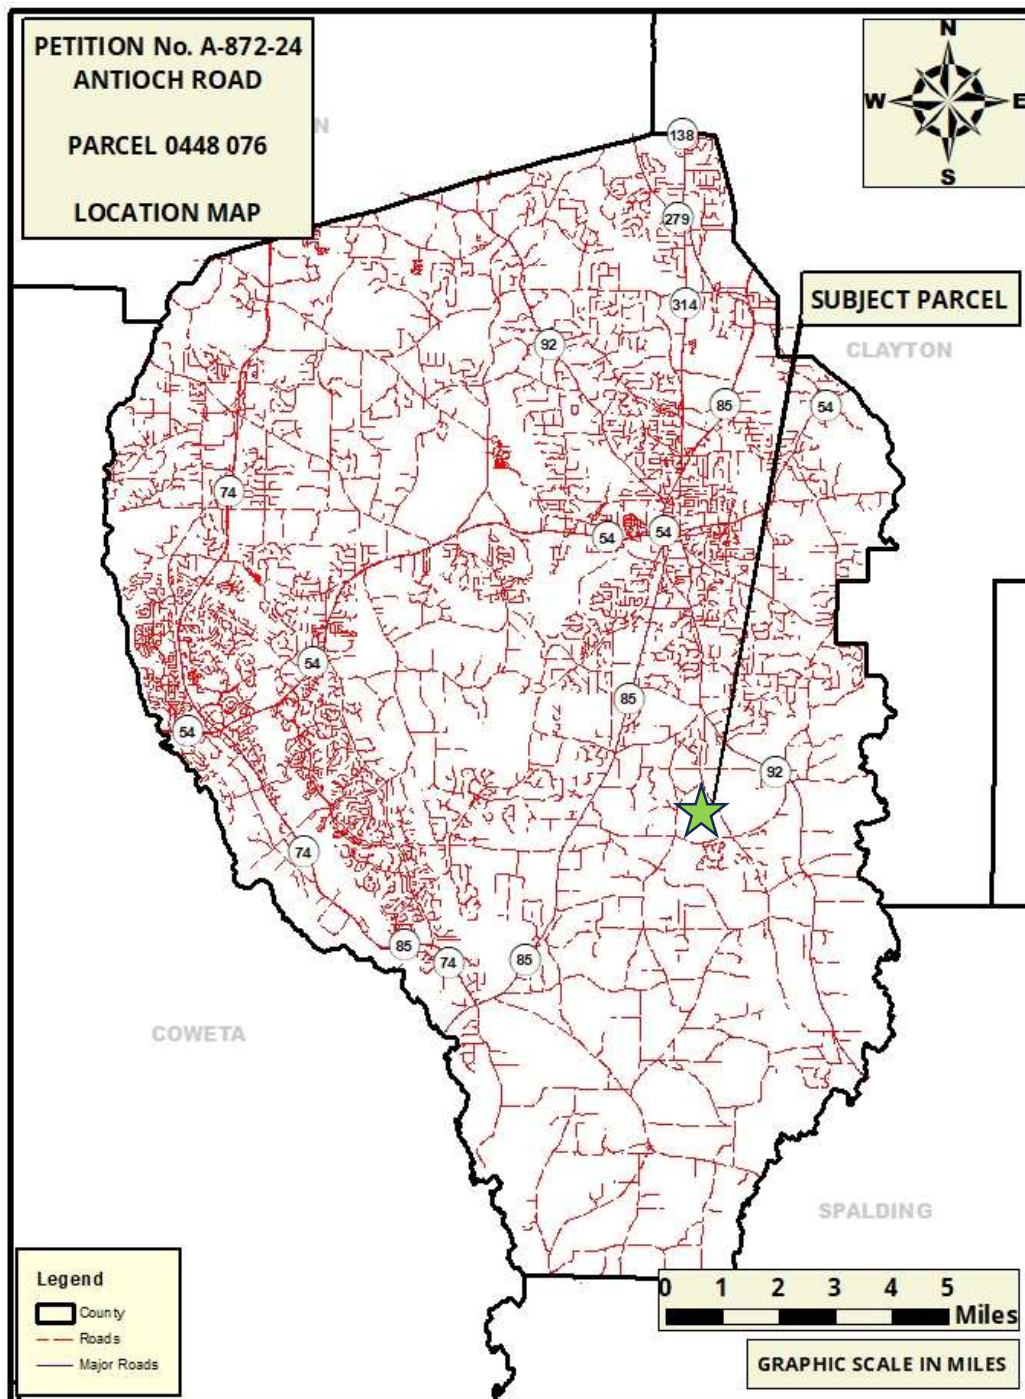 PETITION No. A-872-24
ANTIOCH ROAD
PARCEL 0448 076
LOCATION MAP
N
W
E
S
N
138
279
SUBJECT PARCEL
314
92
CLAYTON
85
54
74
54
54
54
85
54
92
74
85
74
85
COWETA
SPALDING
Legend
County
Roads
Major Roads
0 1 2 3 4 5
Miles
GRAPHIC SCALE IN MILES